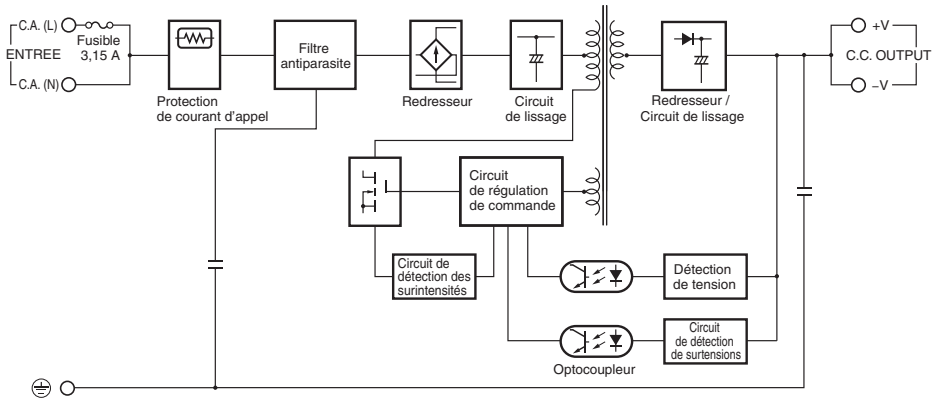 C.A. (L)
Fusible
3,15 A
ENTREE
C.A. (N)
Protection
de courant d'appel
Filtre
antiparasite
Redresseur
Circuit
de lissage
Redresseur /
Circuit de lissage
+V
C.C. OUTPUT
–V
Circuit
de régulation
de commande
Circuit de
détection des
surintensités
Détection
de tension
Circuit
de détection
de surtensions
Optocoupleur